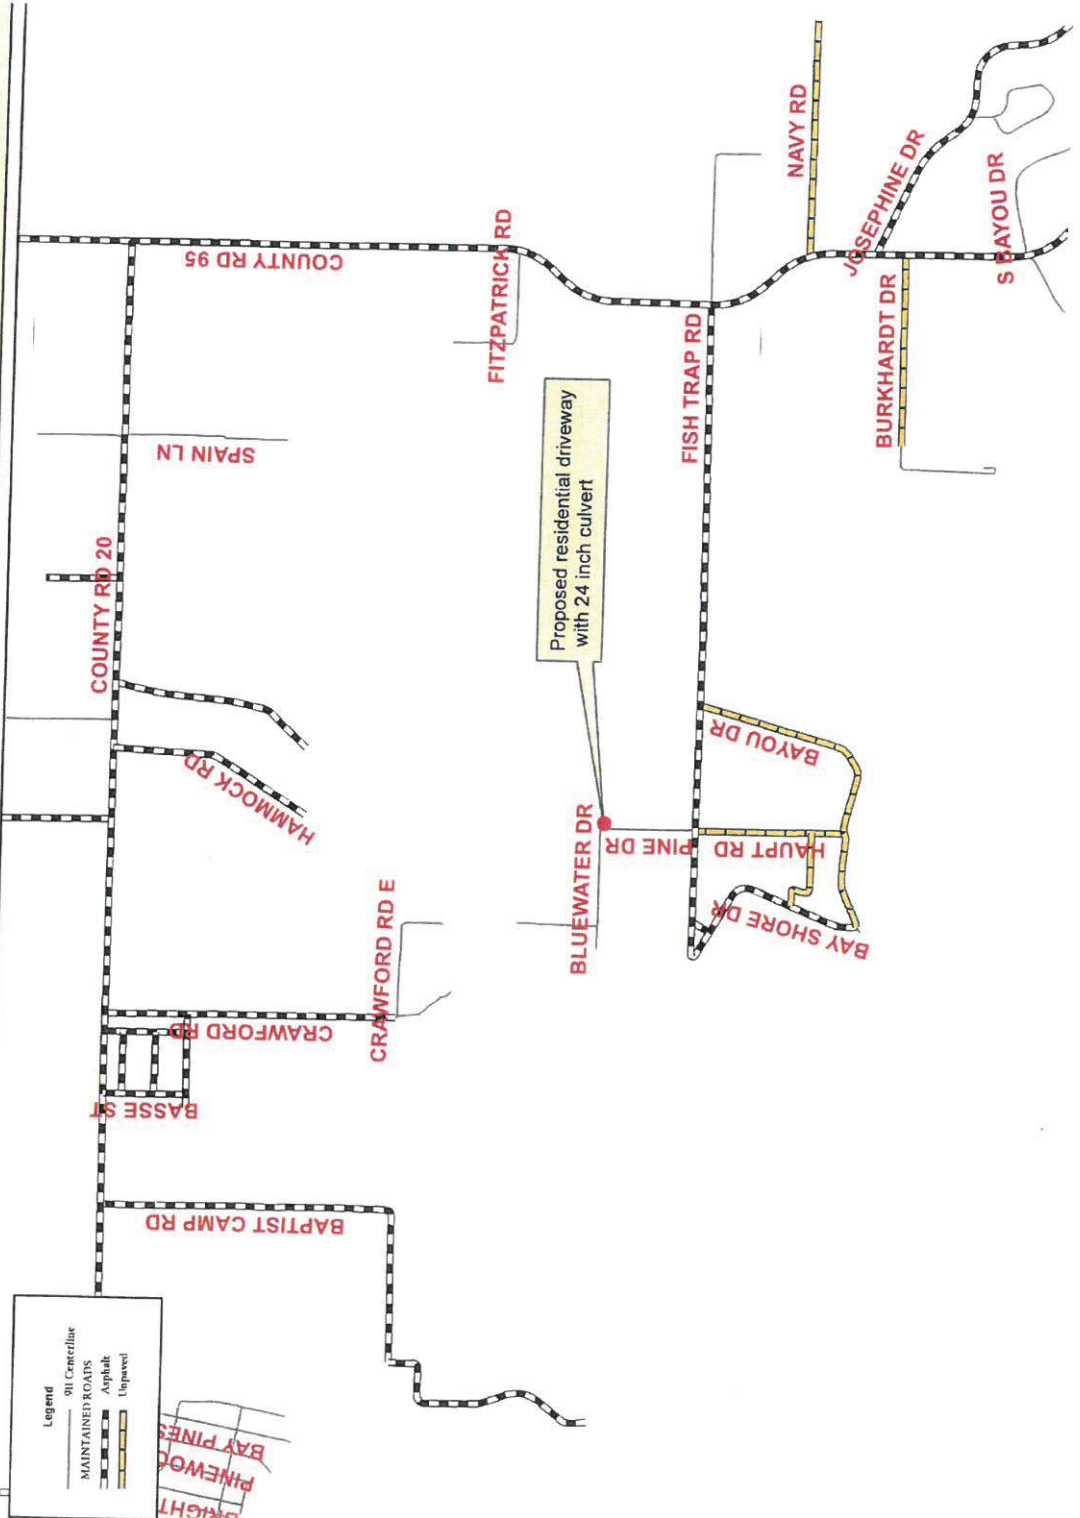 Legend
911 Centerline
MAINTAINED ROADS
Asphalt
Unpaved
BAY PINES
BAPTIST CAMP RD
BASSE ST
CRAWFORD RD
CRAWFORD RD E
HAMMOCK RD
COUNTY RD 20
SPAIN LN
COUNTY RD 95
FITZPATRICK RD
Proposed residential driveway
with 24 inch culvert
BLUEWATER DR
PINE DR
FISH TRAP RD
HAUPT RD
BAYOU DR
BAY SHORE DR
NAVY RD
JOSEPHINE DR
BURKHARDT DR
S BAYOU DR